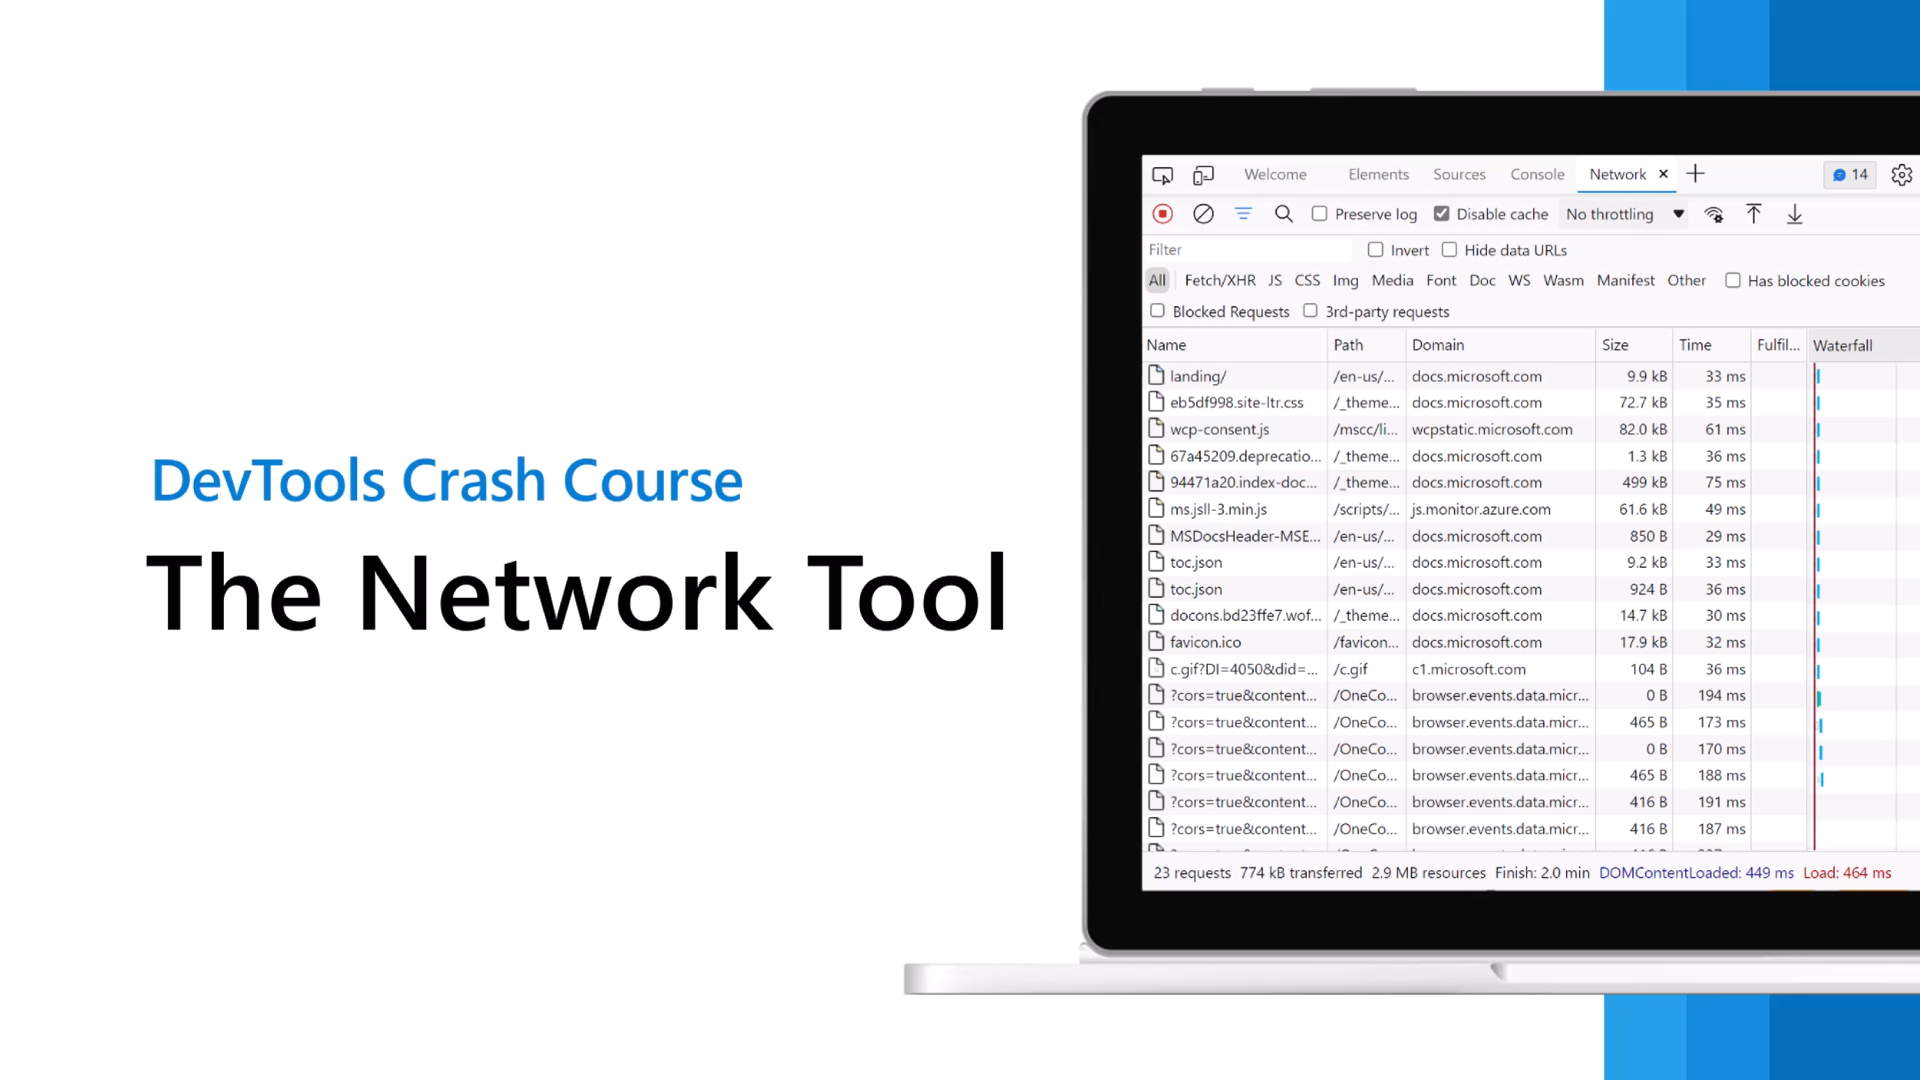 DevTools Crash Course
The Network Tool
Welcome Elements Sources Console Network 14
Preserve log Disable cache No throttling
Filter Invert Hide data URLs
All Fetch/XHR JS CSS Img Media Font Doc WS Wasm Manifest Other Has blocked cookies
Blocked Requests 3rd-party requests
Name Path Domain Size Time Fulfil... Waterfall
landing/ /en-us/... docs.microsoft.com 9.9 kB 33 ms
eb5df998.site-ltr.css /_theme... docs.microsoft.com 72.7 kB 35 ms
wcp-consent.js /mscc/li... wcpstatic.microsoft.com 82.0 kB 61 ms
67a45209.deprecatio... /_theme... docs.microsoft.com 1.3 kB 36 ms
94471a20.index-doc... /_theme... docs.microsoft.com 499 kB 75 ms
ms.jsll-3.min.js /scripts/... js.monitor.azure.com 61.6 kB 49 ms
MSDocsHeader-MSE... /en-us/... docs.microsoft.com 850 B 29 ms
toc.json /en-us/... docs.microsoft.com 9.2 kB 33 ms
toc.json /en-us/... docs.microsoft.com 924 B 36 ms
docons.bd23ffe7.wof... /_theme... docs.microsoft.com 14.7 kB 30 ms
favicon.ico /favicon... docs.microsoft.com 17.9 kB 32 ms
c.gif?DI=4050&did=... /c.gif c1.microsoft.com 104 B 36 ms
?cors=true&content... /OneCo... browser.events.data.micr... 0 B 194 ms
?cors=true&content... /OneCo... browser.events.data.micr... 465 B 173 ms
?cors=true&content... /OneCo... browser.events.data.micr... 0 B 170 ms
?cors=true&content... /OneCo... browser.events.data.micr... 465 B 188 ms
?cors=true&content... /OneCo... browser.events.data.micr... 416 B 191 ms
?cors=true&content... /OneCo... browser.events.data.micr... 416 B 187 ms
23 requests 774 kB transferred 2.9 MB resources Finish: 2.0 min DOMContentLoaded: 449 ms Load: 464 ms